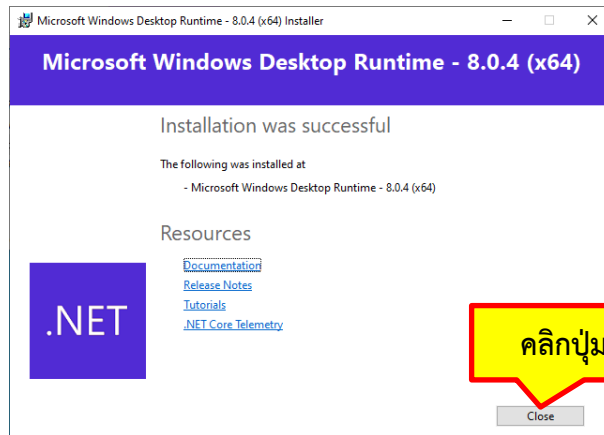 Microsoft Windows Desktop Runtime - 8.0.4 (x64) Installer
Microsoft Windows Desktop Runtime - 8.0.4 (x64)
Installation was successful
The following was installed at
- Microsoft Windows Desktop Runtime - 8.0.4 (x64)
Resources
Documentation
Release Notes
Tutorials
.NET Core Telemetry
.NET
คลิกปุ่ม
Close